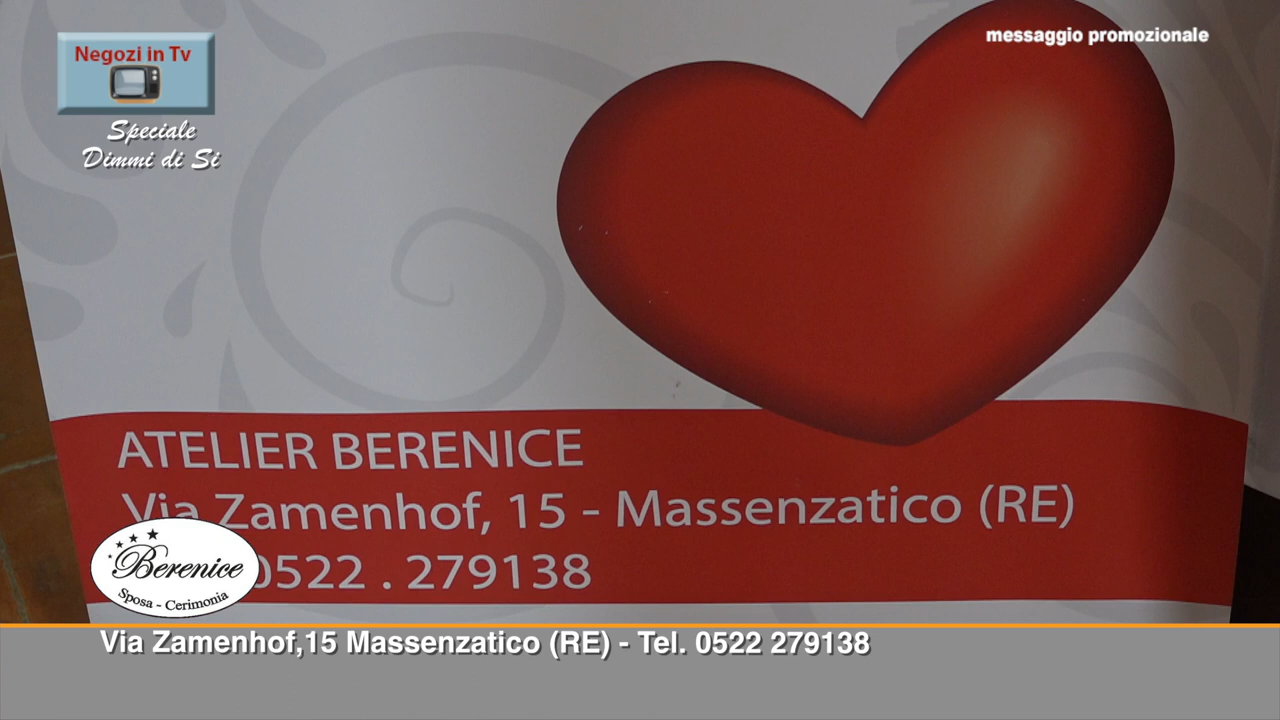 Negozi in Tv
Speciale
Dimmi di Si
messaggio promozionale
ATELIER BERENICE
Via Zamenhof, 15 - Massenzatico (RE)
0522 . 279138
Berenice
Sposa - Cerimonia
Via Zamenhof,15 Massenzatico (RE) - Tel. 0522 279138